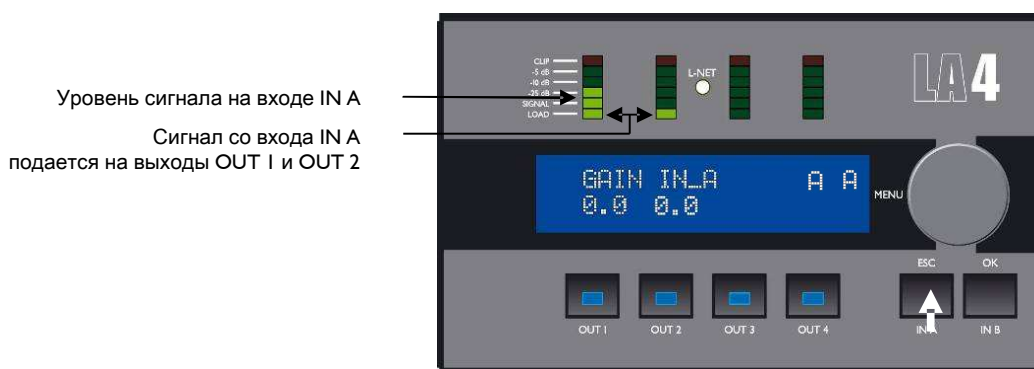 Уровень сигнала на входе IN A
Сигнал со входа IN A
подается на выходы OUT 1 и OUT 2
CLIP
-5 dB
-10 dB
-25 dB
SIGNAL
LOAD
L-NET
LA4
GAIN IN_A A A
0.0 0.0
MENU
ESC OK
OUT 1 OUT 2 OUT 3 OUT 4 IN A IN B